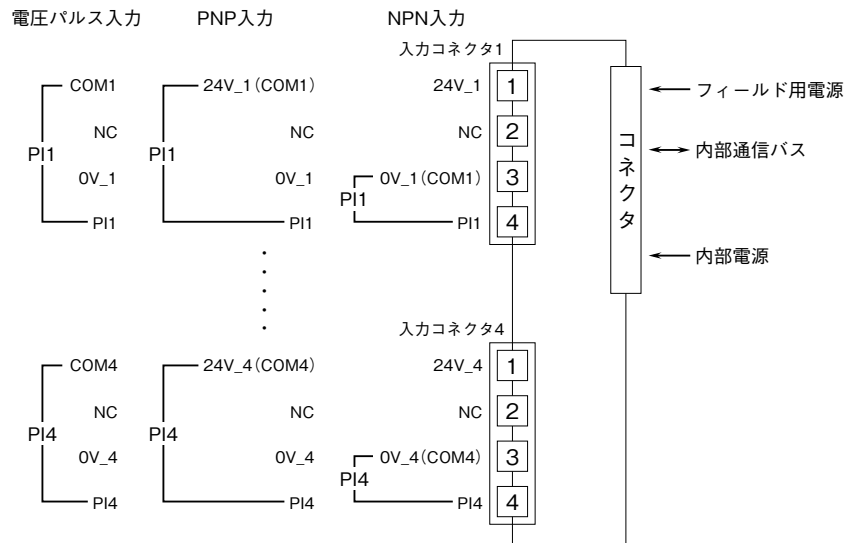 電圧パルス入力 PNP入力 NPN入力
入力コネクタ1
COM1 24V_1(COM1) 24V_1 1
NC NC NC 2
PI1 PI1
0V_1 0V_1 0V_1(COM1) 3
PI1
PI1 PI1 PI1 4
コネクタ
フィールド用電源
内部通信バス
内部電源
入力コネクタ4
COM4 24V_4(COM4) 24V_4 1
NC NC NC 2
PI4 PI4
0V_4 0V_4 0V_4(COM4) 3
PI4
PI4 PI4 PI4 4